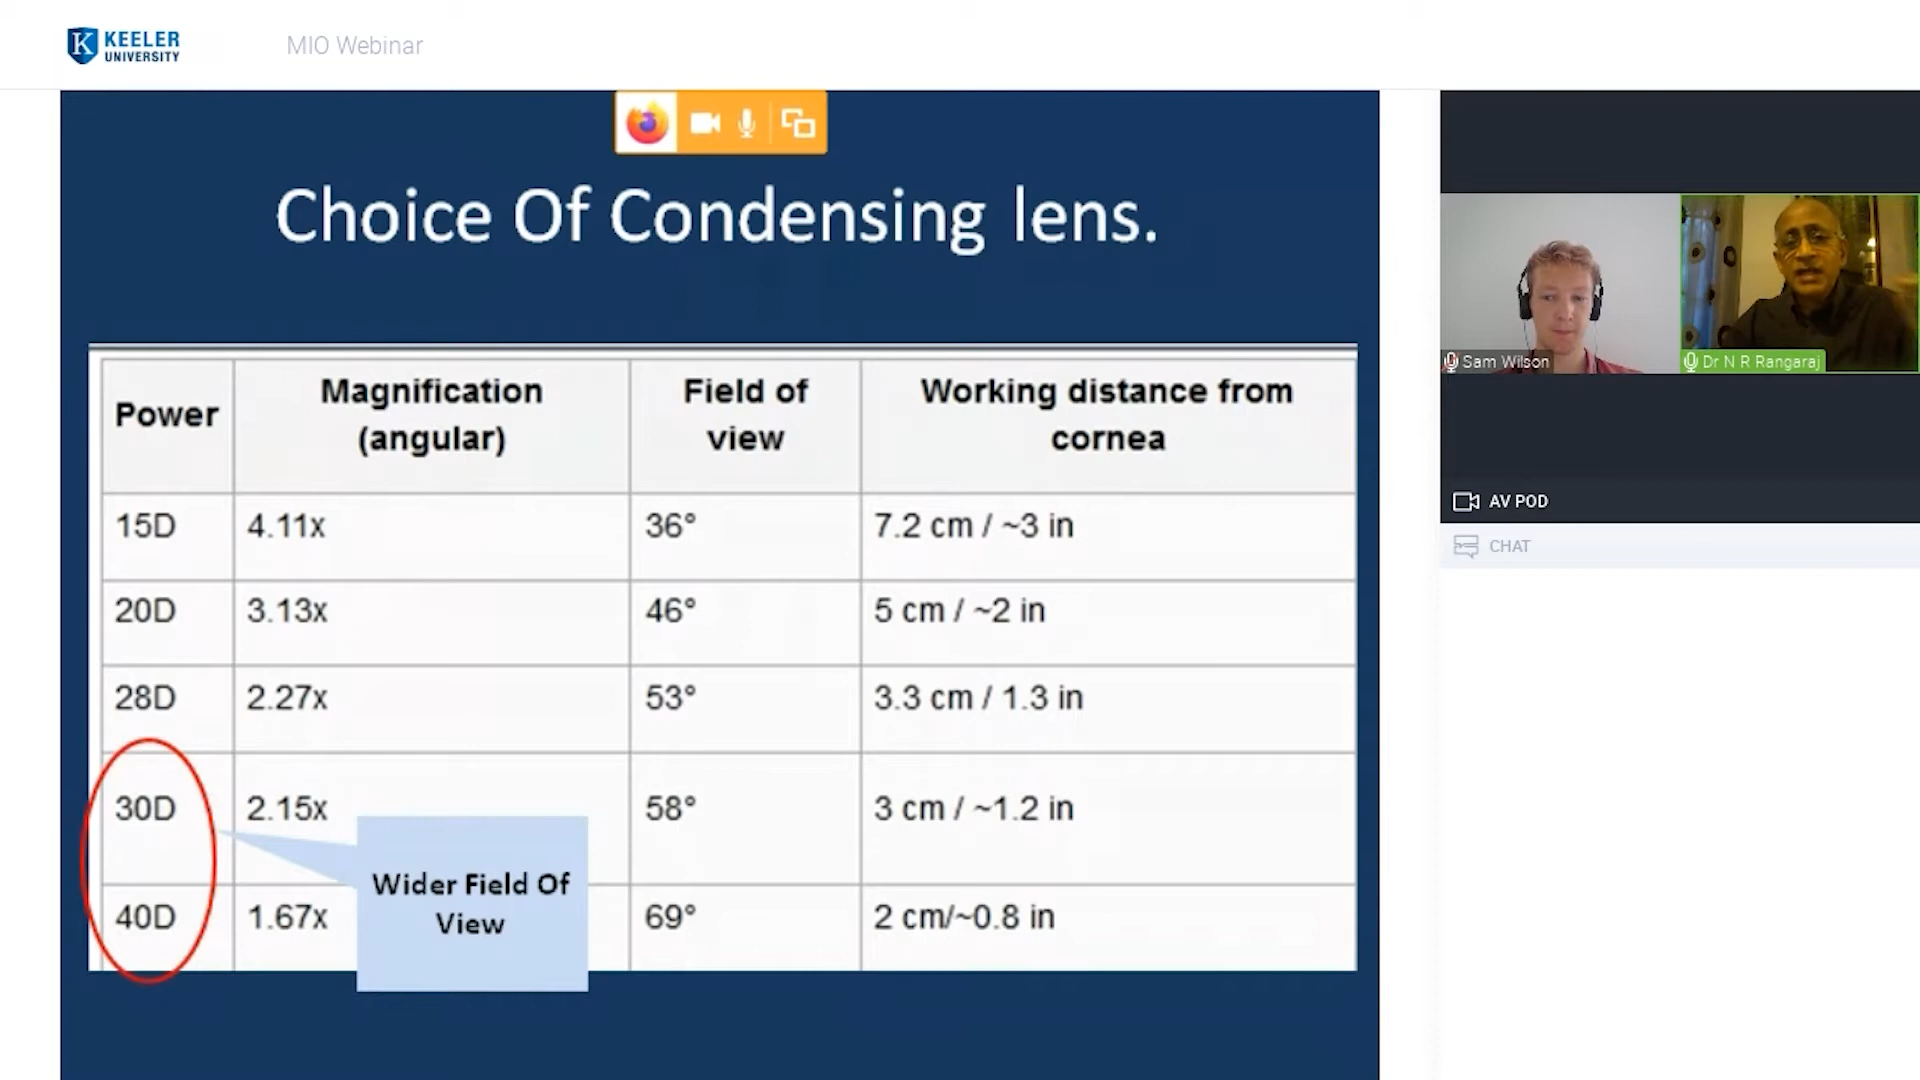 KEELER
UNIVERSITY
MIO Webinar
Choice Of Condensing lens.
Power
Magnification
(angular)
Field of
view
Working distance from
cornea
15D 4.11x 36° 7.2 cm / ~3 in
20D 3.13x 46° 5 cm / ~2 in
28D 2.27x 53° 3.3 cm / 1.3 in
30D 2.15x 58° 3 cm / ~1.2 in
40D 1.67x 69° 2 cm/~0.8 in
Wider Field Of
View
Sam Wilson
Dr N R Rangaraj
AV POD
CHAT